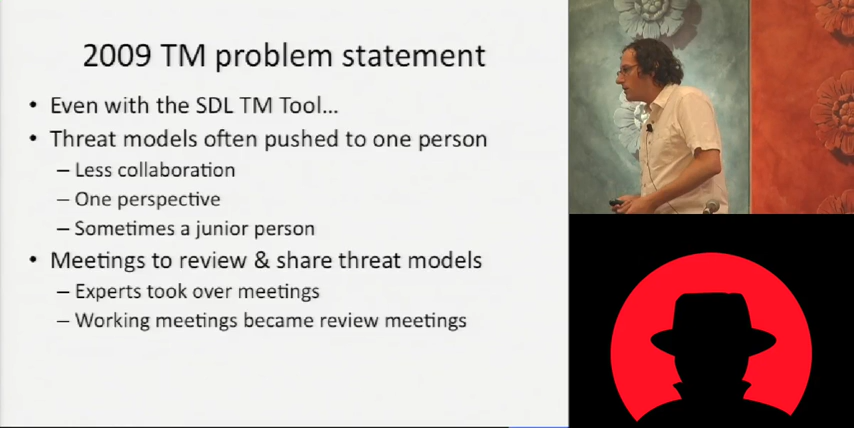 2009 TM problem statement
• Even with the SDL TM Tool...
• Threat models often pushed to one person
– Less collaboration
– One perspective
– Sometimes a junior person
• Meetings to review & share threat models
– Experts took over meetings
– Working meetings became review meetings